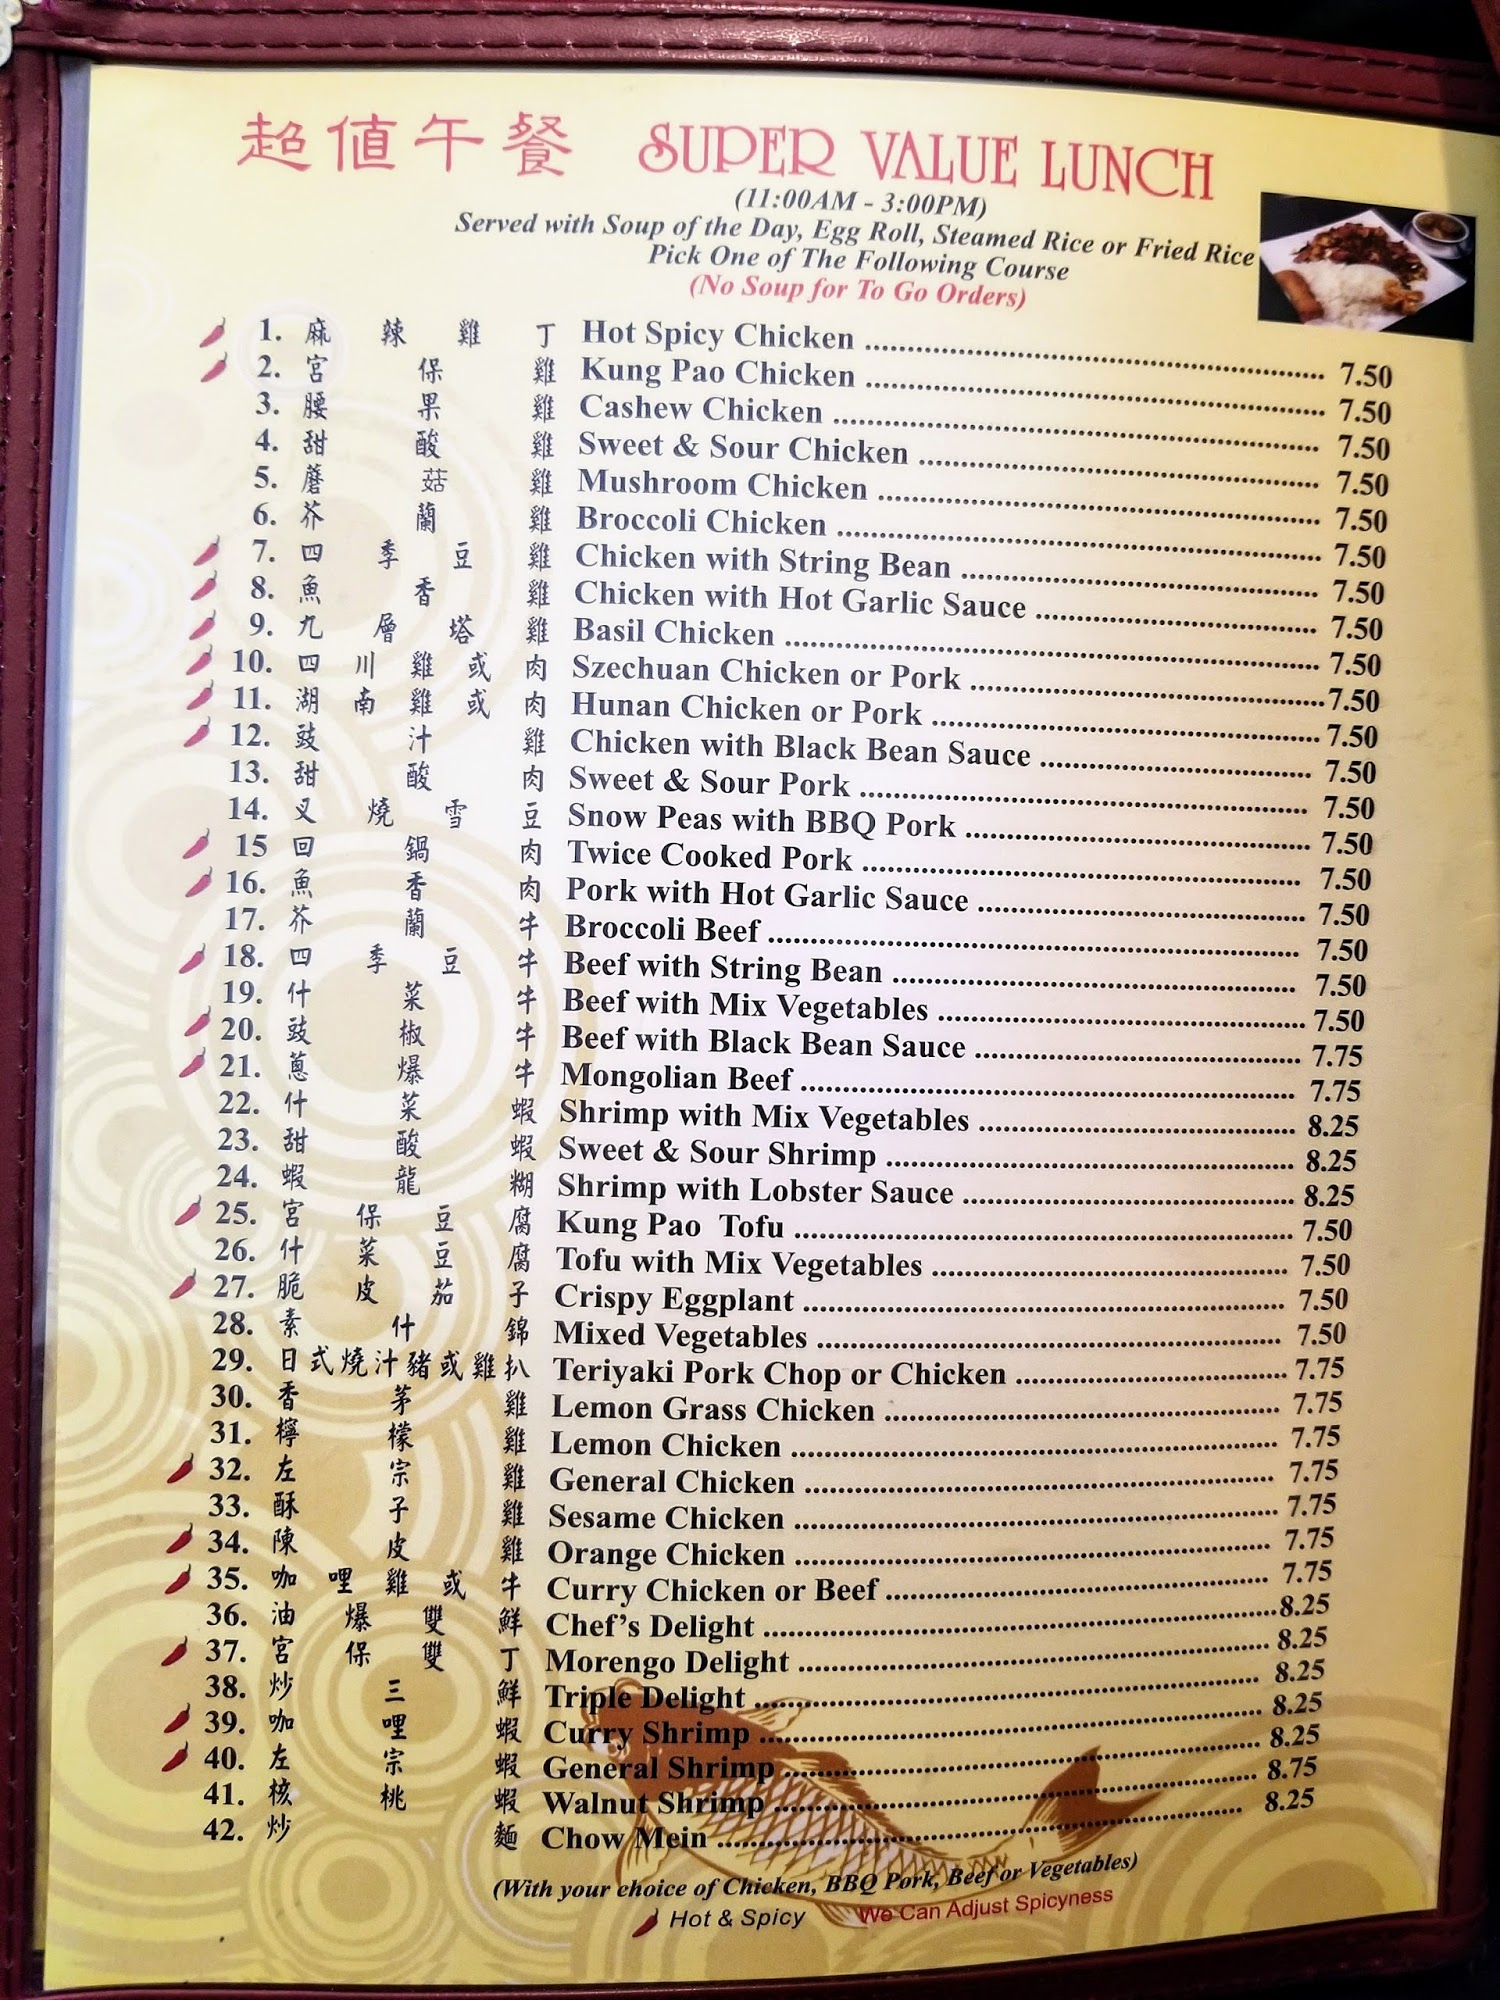 超值午餐 SUPER VALUE LUNCH
(11:00AM - 3:00PM)
Served with Soup of the Day, Egg Roll, Steamed Rice or Fried Rice
Pick One of The Following Course
(No Soup for To Go Orders)
1. 麻辣雞丁 Hot Spicy Chicken 7.50
2. 宮保雞 Kung Pao Chicken 7.50
3. 腰果雞 Cashew Chicken 7.50
4. 甜酸雞 Sweet & Sour Chicken 7.50
5. 蘑菇雞 Mushroom Chicken 7.50
6. 芥蘭雞 Broccoli Chicken 7.50
7. 四季豆雞 Chicken with String Bean 7.50
8. 魚香雞 Chicken with Hot Garlic Sauce 7.50
9. 九層塔雞 Basil Chicken 7.50
10. 四川雞或肉 Szechuan Chicken or Pork 7.50
11. 湖南雞或肉 Hunan Chicken or Pork 7.50
12. 豉汁雞 Chicken with Black Bean Sauce 7.50
13. 甜酸肉 Sweet & Sour Pork 7.50
14. 叉燒雪豆 Snow Peas with BBQ Pork 7.50
15 回鍋肉 Twice Cooked Pork 7.50
16. 魚香肉 Pork with Hot Garlic Sauce 7.50
17. 芥蘭牛 Broccoli Beef 7.50
18. 四季豆牛 Beef with String Bean 7.50
19. 什菜牛 Beef with Mix Vegetables 7.50
20. 豉椒牛 Beef with Black Bean Sauce 7.75
21. 蔥爆牛 Mongolian Beef 7.75
22. 什菜蝦 Shrimp with Mix Vegetables 8.25
23. 甜酸蝦 Sweet & Sour Shrimp 8.25
24. 蝦龍糊 Shrimp with Lobster Sauce 8.25
25. 宮保豆腐 Kung Pao Tofu 7.50
26. 什菜豆腐 Tofu with Mix Vegetables 7.50
27. 脆皮茄子 Crispy Eggplant 7.50
28. 素什錦 Mixed Vegetables 7.50
29. 日式燒汁豬或雞扒 Teriyaki Pork Chop or Chicken 7.75
30. 香茅雞 Lemon Grass Chicken 7.75
31. 檸檬雞 Lemon Chicken 7.75
32. 左宗雞 General Chicken 7.75
33. 酥子雞 Sesame Chicken 7.75
34. 陳皮雞 Orange Chicken 7.75
35. 咖哩雞或牛 Curry Chicken or Beef 7.75
36. 油爆雙鮮 Chef's Delight 8.25
37. 宮保雙丁 Morengo Delight 8.25
38. 炒三鮮 Triple Delight 8.25
39. 咖哩蝦 Curry Shrimp 8.25
40. 左宗蝦 General Shrimp 8.25
41. 核桃蝦 Walnut Shrimp 8.75
42. 炒麵 Chow Mein 8.25
(With your choice of Chicken, BBQ Pork, Beef or Vegetables)
Hot & Spicy We Can Adjust Spicyness